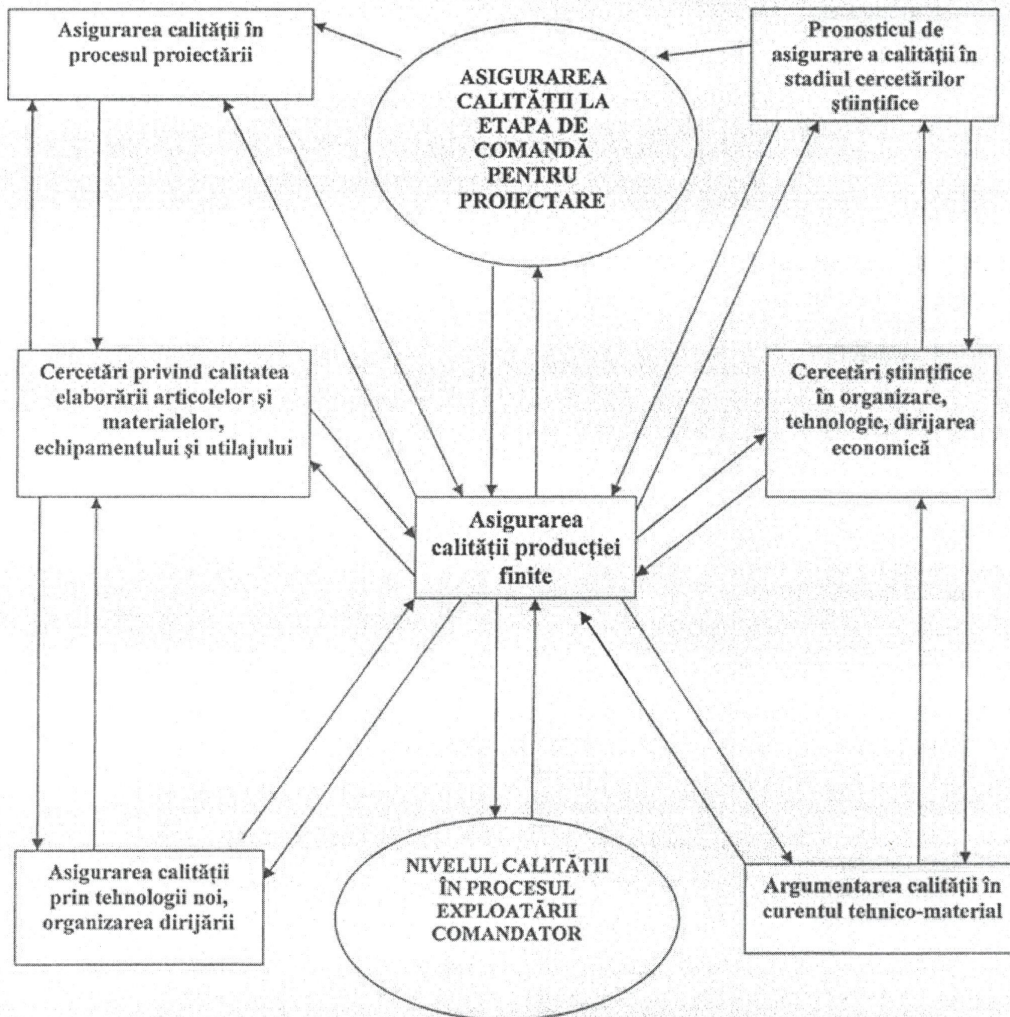 Asigurarea calității în
procesul proiectării
ASIGURAREA
CALITĂȚII LA
ETAPA DE
COMANDĂ
PENTRU
PROIECTARE
Pronosticul de
asigurare a calității în
stadiul cercetărilor
științifice
Cercetări privind calitatea
elaborării articolelor și
materialelor,
echipamentului și utilajului
Cercetări științifice
în organizare,
tehnologie, dirijarea
economică
Asigurarea
calității producției
finite
Asigurarea calității
prin tehnologii noi,
organizarea dirijării
NIVELUL CALITĂȚII
ÎN PROCESUL
EXPLOATĂRII
COMANDATOR
Argumentarea calității în
curentul tehnico-material